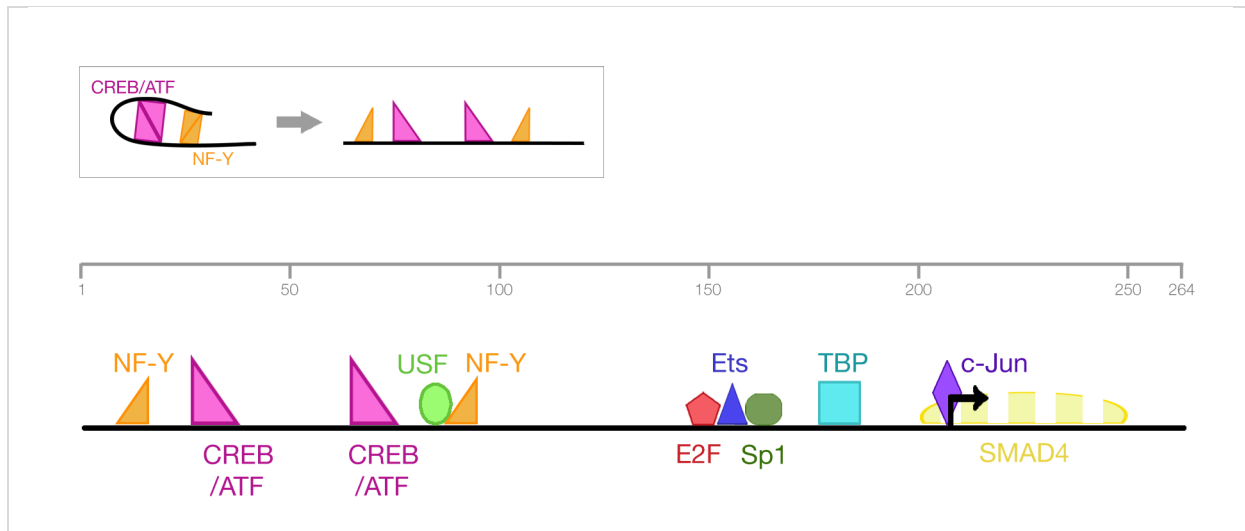 CREB/ATF
NF-Y
1 50 100 150 200 250 264
NF-Y USF NF-Y Ets TBP c-Jun
CREB
/ATF
CREB
/ATF
E2F Sp1 SMAD4